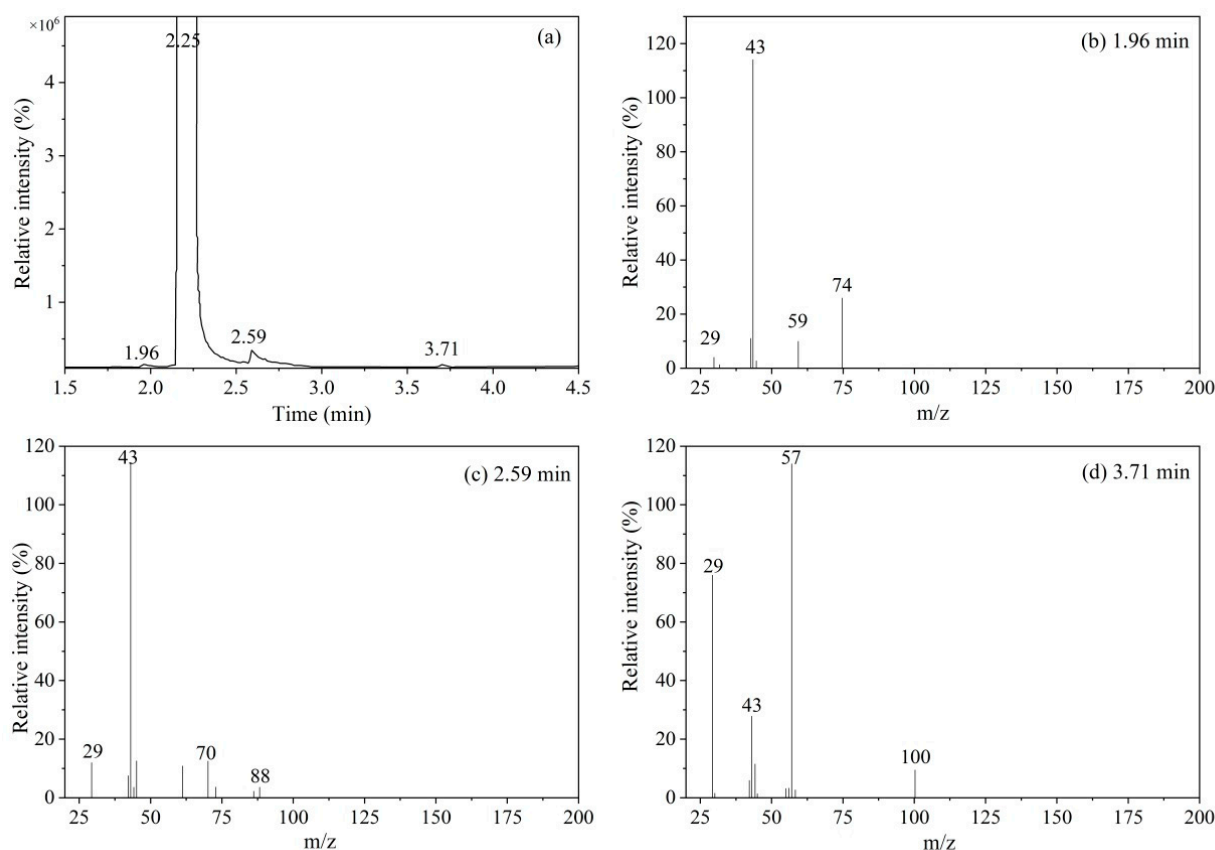 ×10⁶
(a)
2.25
Relative intensity (%)
4
3
2
1
1.96
2.59
3.71
1.5 2.0 2.5 3.0 3.5 4.0 4.5
Time (min)
(b) 1.96 min
Relative intensity (%)
120
100
80
60
40
20
0
43
29
59
74
25 50 75 100 125 150 175 200
m/z
(c) 2.59 min
Relative intensity (%)
120
100
80
60
40
20
0
43
29
70
88
25 50 75 100 125 150 175 200
m/z
(d) 3.71 min
Relative intensity (%)
120
100
80
60
40
20
0
57
29
43
100
25 50 75 100 125 150 175 200
m/z